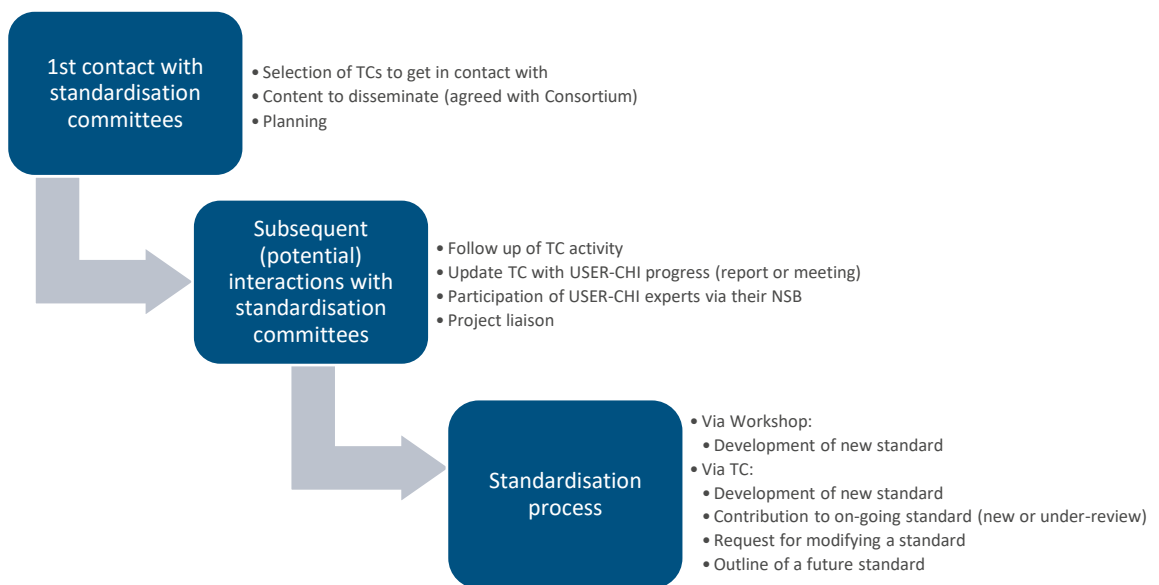 1st contact with
standardisation
committees
• Selection of TCs to get in contact with
• Content to disseminate (agreed with Consortium)
• Planning
Subsequent
(potential)
interactions with
standardisation
committees
• Follow up of TC activity
• Update TC with USER-CHI progress (report or meeting)
• Participation of USER-CHI experts via their NSB
• Project liaison
Standardisation
process
• Via Workshop:
• Development of new standard
• Via TC:
• Development of new standard
• Contribution to on-going standard (new or under-review)
• Request for modifying a standard
• Outline of a future standard